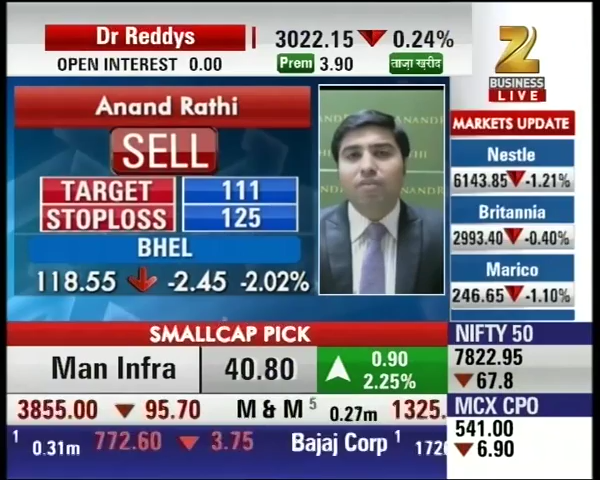 Dr Reddys
3022.15 0.24%
OPEN INTEREST 0.00
Prem 3.90 ताज़ा ख़रीद
Z
BUSINESS
LIVE
Anand Rathi
SELL
TARGET 111
STOPLOSS 125
BHEL
118.55 -2.45 -2.02%
MARKETS UPDATE
Nestle
6143.85 -1.21%
Britannia
2993.40 -0.40%
Marico
246.65 -1.10%
SMALLCAP PICK
Man Infra 40.80 0.90
2.25%
NIFTY 50
7822.95
67.8
3855.00 95.70 M & M 5 0.27m 1325.
MCX CPO
541.00
6.90
1 0.31m 772.60 3.75 Bajaj Corp 1 172